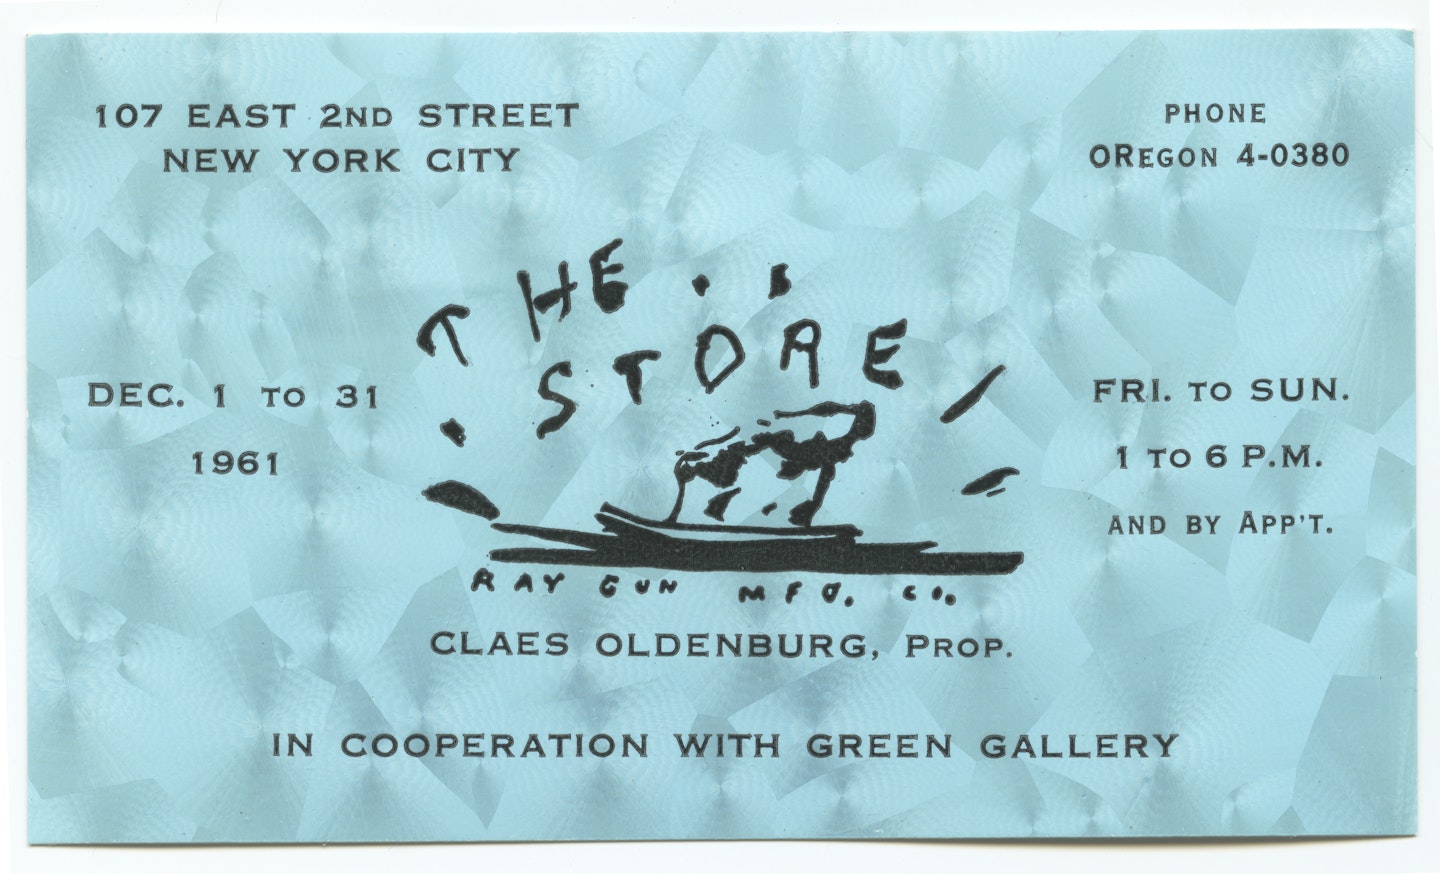 107 EAST 2ND STREET
NEW YORK CITY
PHONE
OREGON 4-0380
THE
STORE
DEC. 1 TO 31
1961
FRI. TO SUN.
1 TO 6 P.M.
AND BY APP'T.
RAY GUN MFG. CO.
CLAES OLDENBURG, PROP.
IN COOPERATION WITH GREEN GALLERY